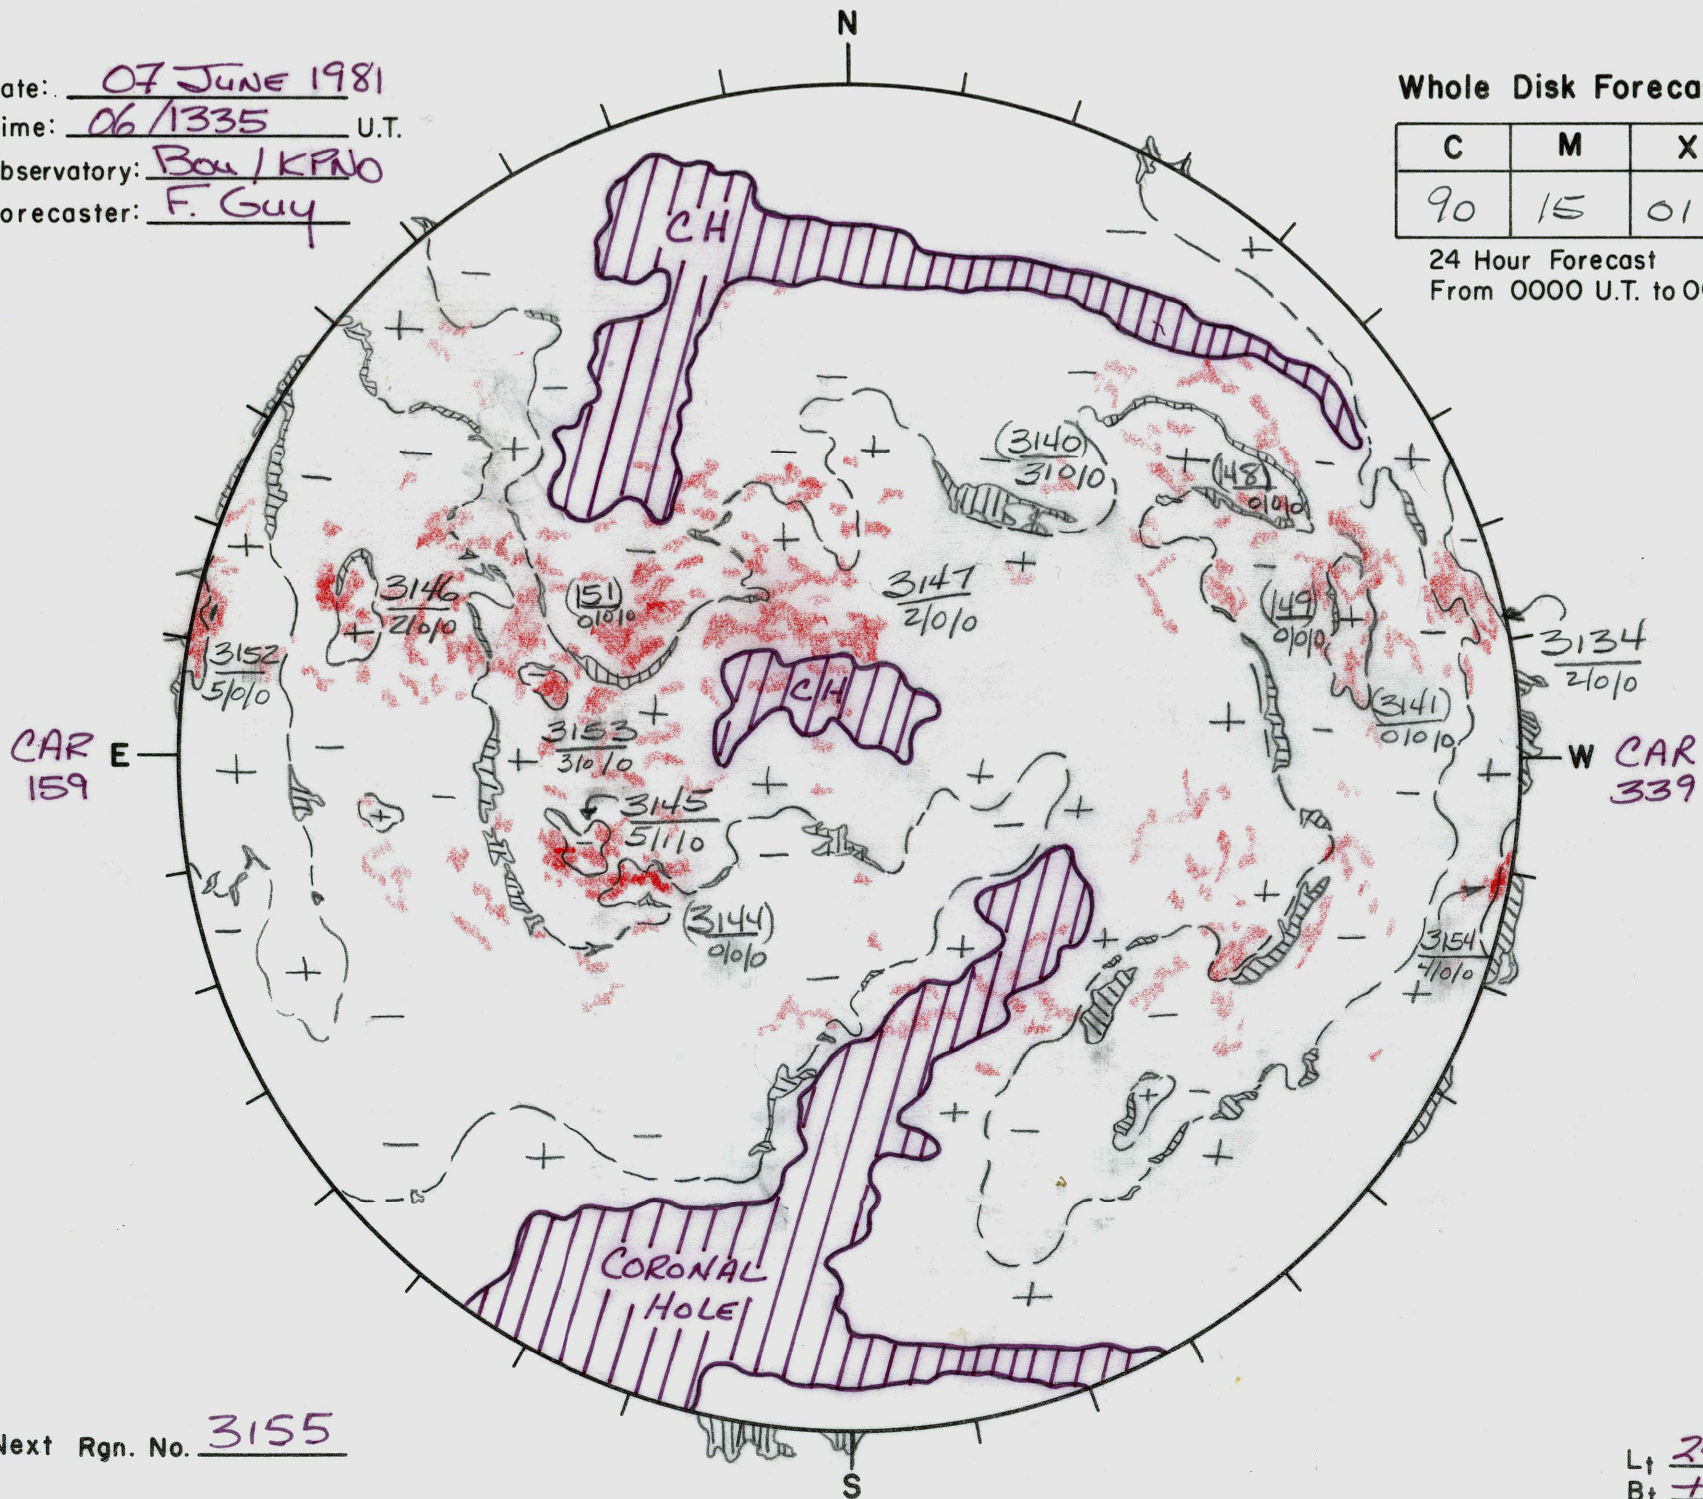 N
ate: 07 JUNE 1981
ime: 06/1335 U.T.
bservatory: Bou / KPNO
orecaster: F. Guy
Whole Disk Foreca
C M X
90 15 01
24 Hour Forecast
From 0000 U.T. to 0
CH
(3140)
3/0/0
(148)
0/0/0
3146
2/0/0
(151)
0/0/0
3147
2/0/0
(149)
0/0/0
3134
2/0/0
3152
5/0/0
CH
(3141)
0/0/0
3153
3/0/0
CAR E
159
W CAR
339
3145
5/1/0
(3144)
0/0/0
3154
4/0/0
CORONAL
HOLE
Next Rgn. No. 3155
S
Lt 2
Bt +